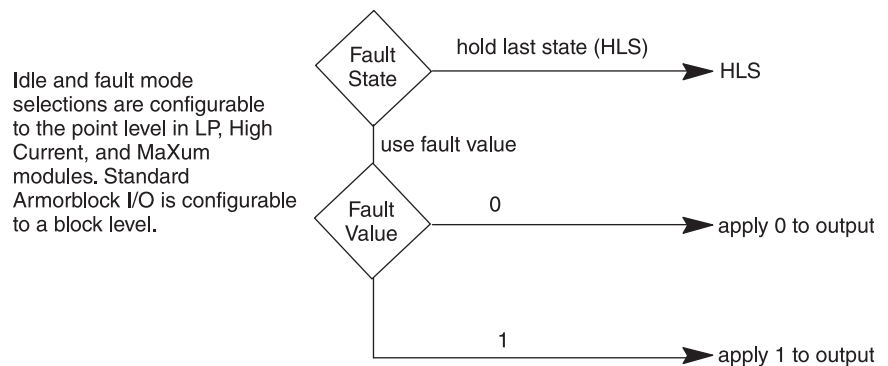 Idle and fault mode
selections are configurable
to the point level in LP, High
Current, and MaXum
modules. Standard
Armorblock I/O is configurable
to a block level.
Fault
State
hold last state (HLS)
HLS
use fault value
Fault
Value
0
apply 0 to output
1
apply 1 to output